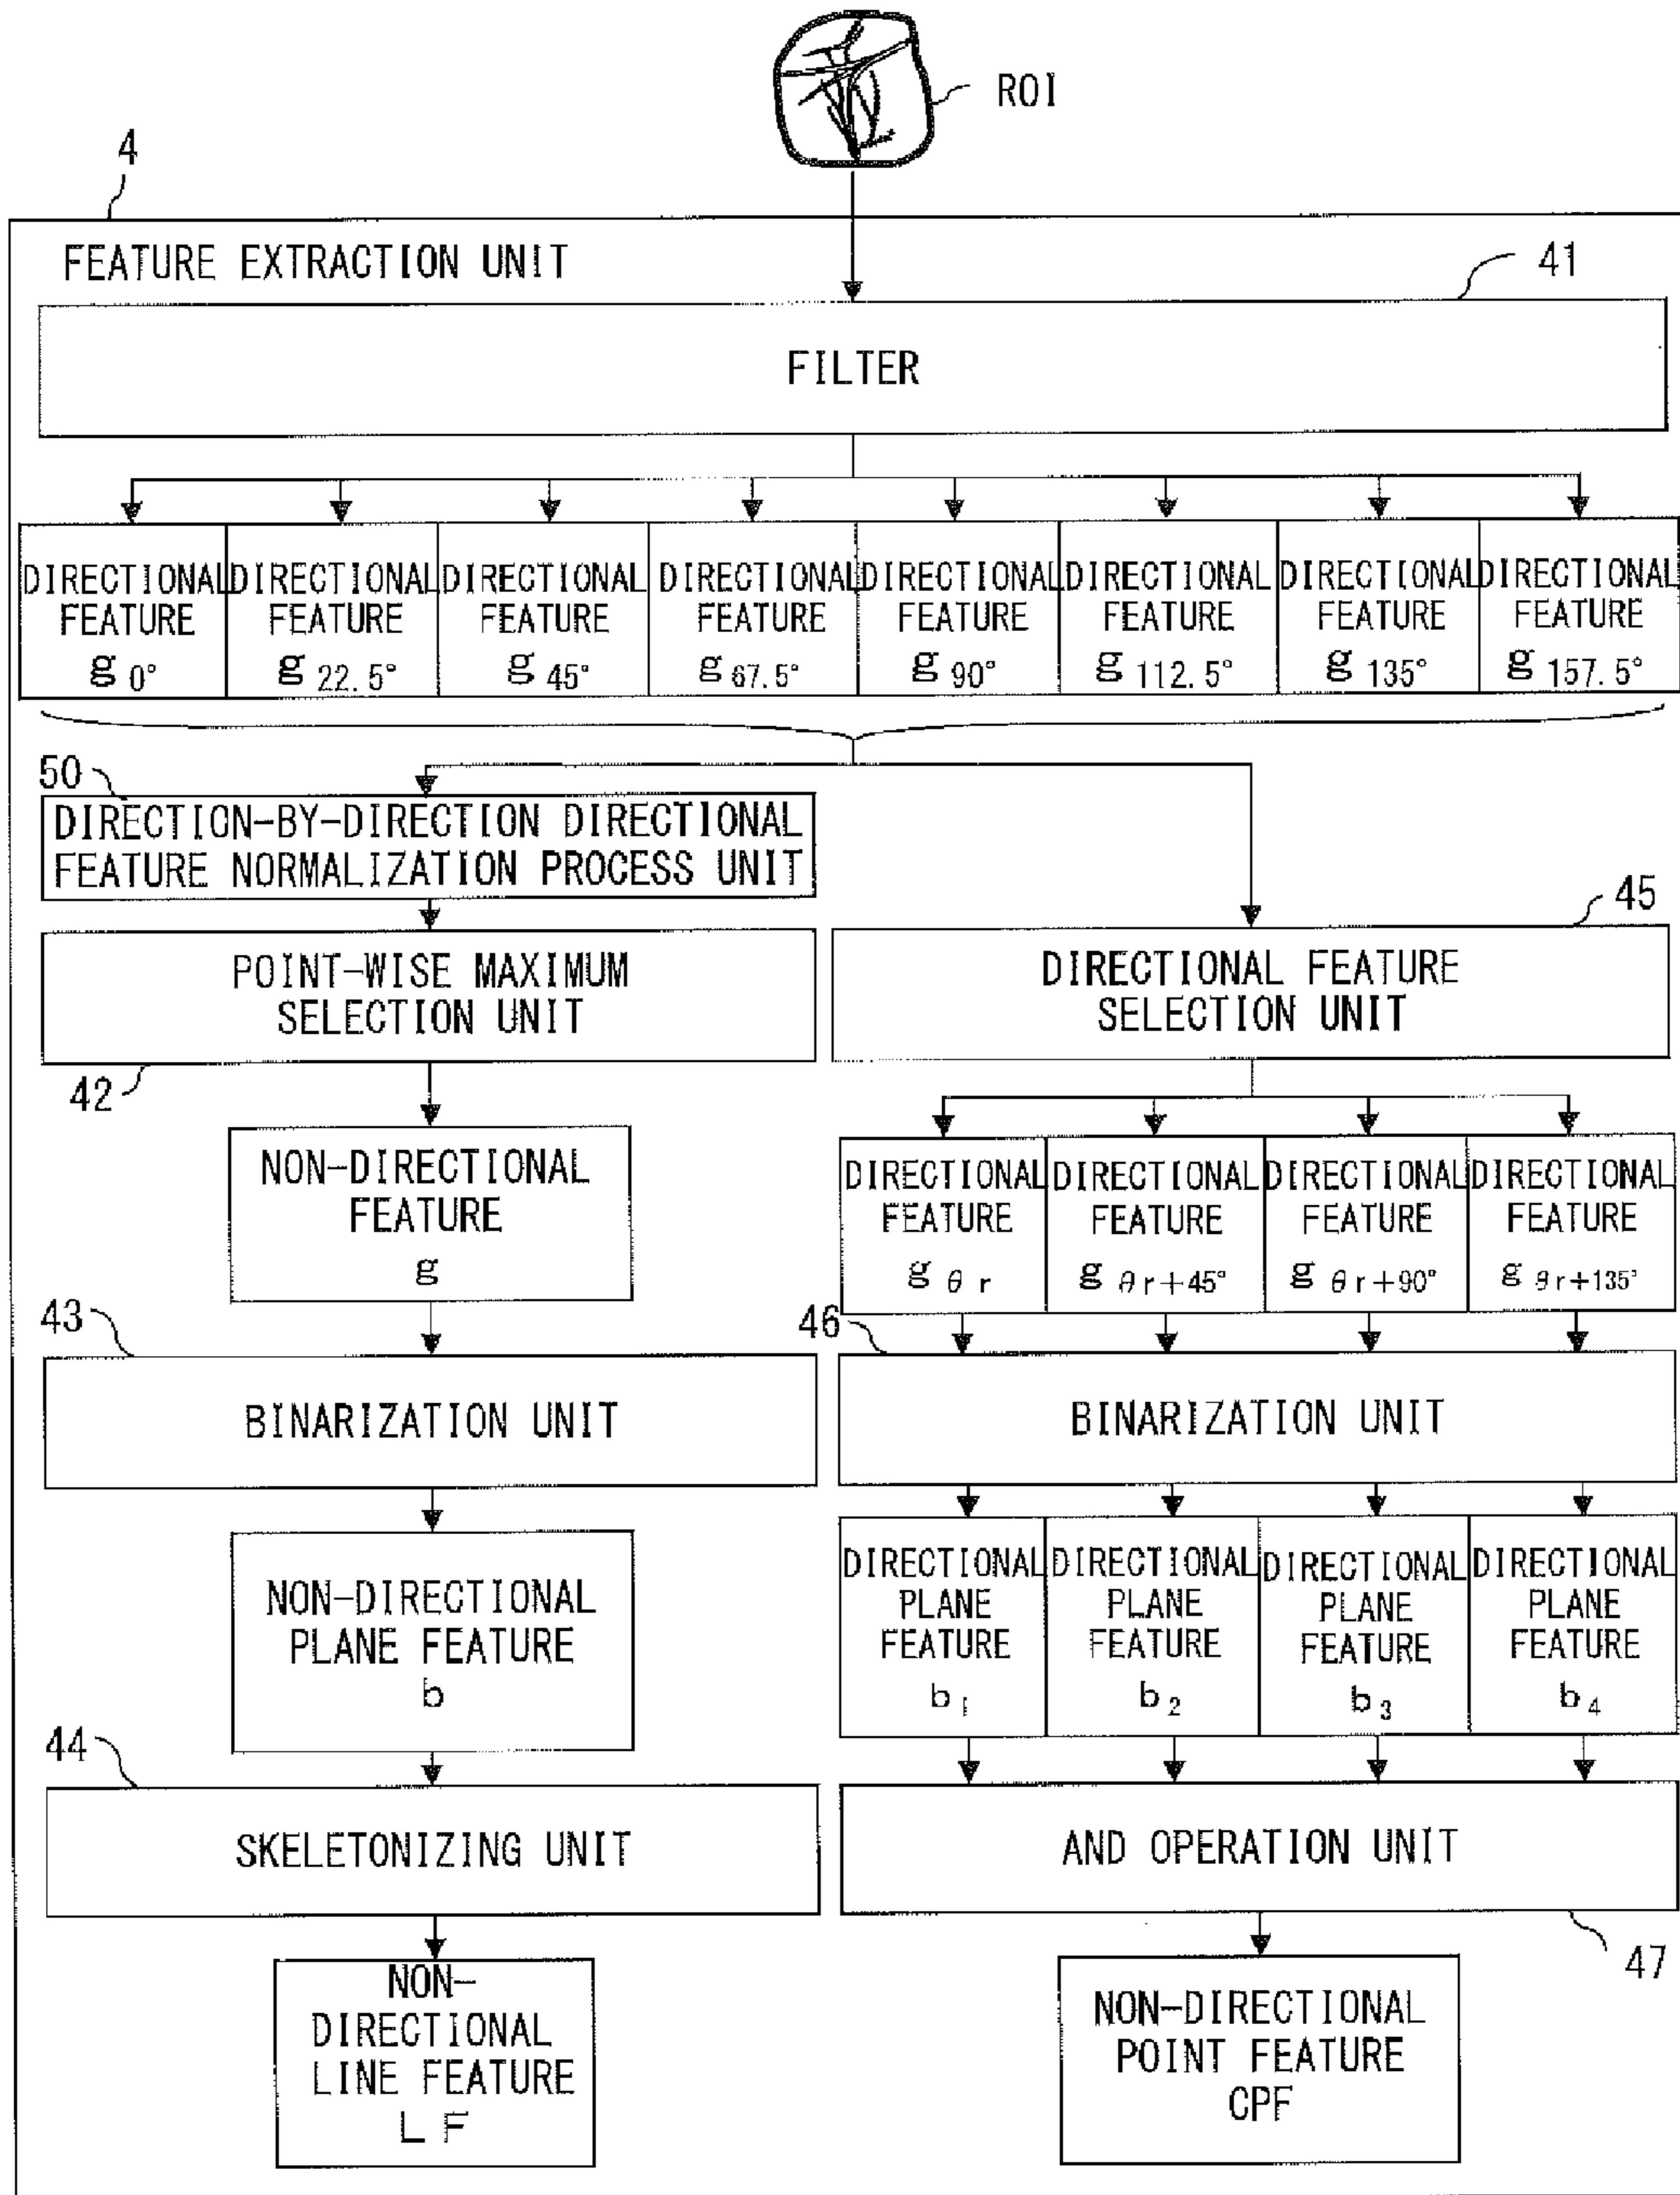 ROI
4
FEATURE EXTRACTION UNIT
41
FILTER
DIRECTIONAL FEATURE g 0°
DIRECTIONAL FEATURE g 22.5°
DIRECTIONAL FEATURE g 45°
DIRECTIONAL FEATURE g 67.5°
DIRECTIONAL FEATURE g 90°
DIRECTIONAL FEATURE g 112.5°
DIRECTIONAL FEATURE g 135°
DIRECTIONAL FEATURE g 157.5°
50
DIRECTION-BY-DIRECTION DIRECTIONAL
FEATURE NORMALIZATION PROCESS UNIT
POINT-WISE MAXIMUM
SELECTION UNIT
42
NON-DIRECTIONAL
FEATURE
g
43
BINARIZATION UNIT
NON-DIRECTIONAL
PLANE FEATURE
b
44
SKELETONIZING UNIT
NON-
DIRECTIONAL
LINE FEATURE
LF
45
DIRECTIONAL FEATURE
SELECTION UNIT
DIRECTIONAL FEATURE g θr
DIRECTIONAL FEATURE g θr+45°
DIRECTIONAL FEATURE g θr+90°
DIRECTIONAL FEATURE g θr+135°
46
BINARIZATION UNIT
DIRECTIONAL PLANE FEATURE b1
DIRECTIONAL PLANE FEATURE b2
DIRECTIONAL PLANE FEATURE b3
DIRECTIONAL PLANE FEATURE b4
AND OPERATION UNIT
47
NON-DIRECTIONAL
POINT FEATURE
CPF